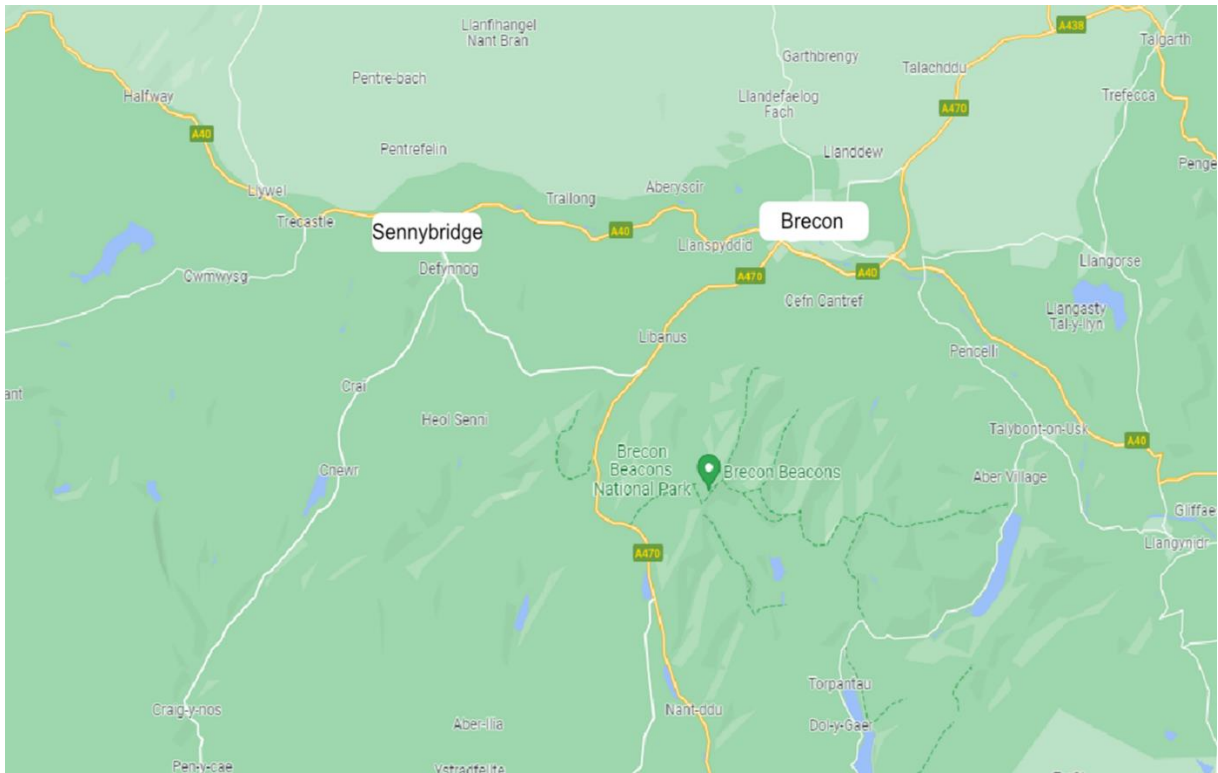 Llanfihangel
Nant Bran
A438
Talgarth
Garthbrengy
Talachddu
Pentre-bach
Halfway
Llandefaelog
Fach
Trefecca
A470
A40
Pentrefelin
Llanddew
Penge
Llywel
Trallong
Aberyscir
Trecastle
Sennybridge
A40
Llanspyddid
Brecon
Defynnog
Cwmwysg
A470
A40
Llangorse
Cefn Cantref
Llangasty
Tal-y-llyn
Libanus
Pencelli
Crai
ant
Heol Senni
Talybont-on-Usk
A40
Brecon
Beacons
National Park
Brecon Beacons
Cnewr
Aber Village
Gliffae
Llangynidr
A470
Torpantau
Craig-y-nos
Nant-ddu
Aber-llia
Dol-y-Gaer
Pen-y-cae
Ystradfellte